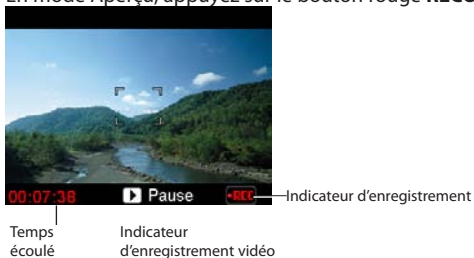 En mode Aperçu, appuyez sur le bouton rouge
00:07:38 Pause •REC
Indicateur d'enregistrement
Temps écoulé
Indicateur d'enregistrement vidéo